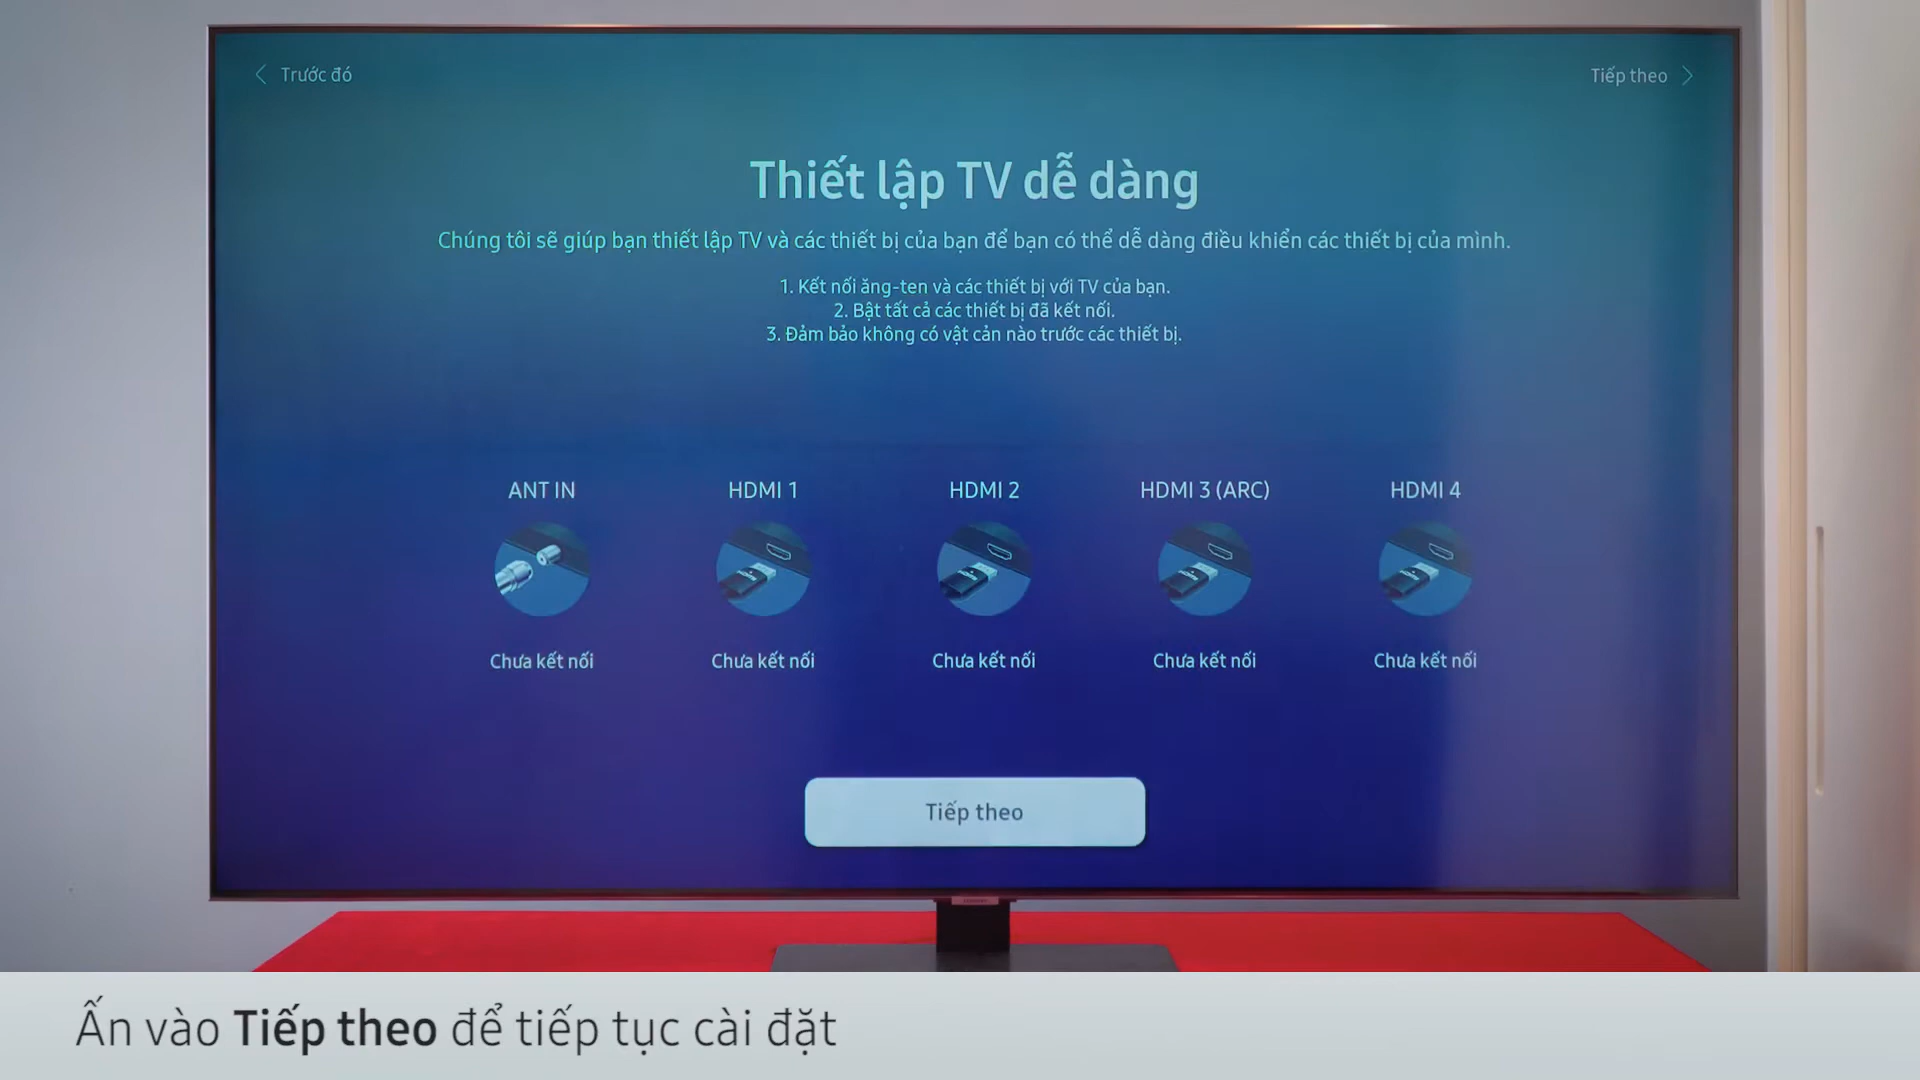 Trước đó
Tiếp theo
Thiết lập TV dễ dàng
Chúng tôi sẽ giúp bạn thiết lập TV và các thiết bị của bạn để bạn có thể dễ dàng điều khiển các thiết bị của mình.
1. Kết nối ăng-ten và các thiết bị với TV của bạn.
2. Bật tất cả các thiết bị đã kết nối.
3. Đảm bảo không có vật cản nào trước các thiết bị.
ANT IN
HDMI 1
HDMI 2
HDMI 3 (ARC)
HDMI 4
Chưa kết nối
Chưa kết nối
Chưa kết nối
Chưa kết nối
Chưa kết nối
Tiếp theo
Ấn vào Tiếp theo để tiếp tục cài đặt